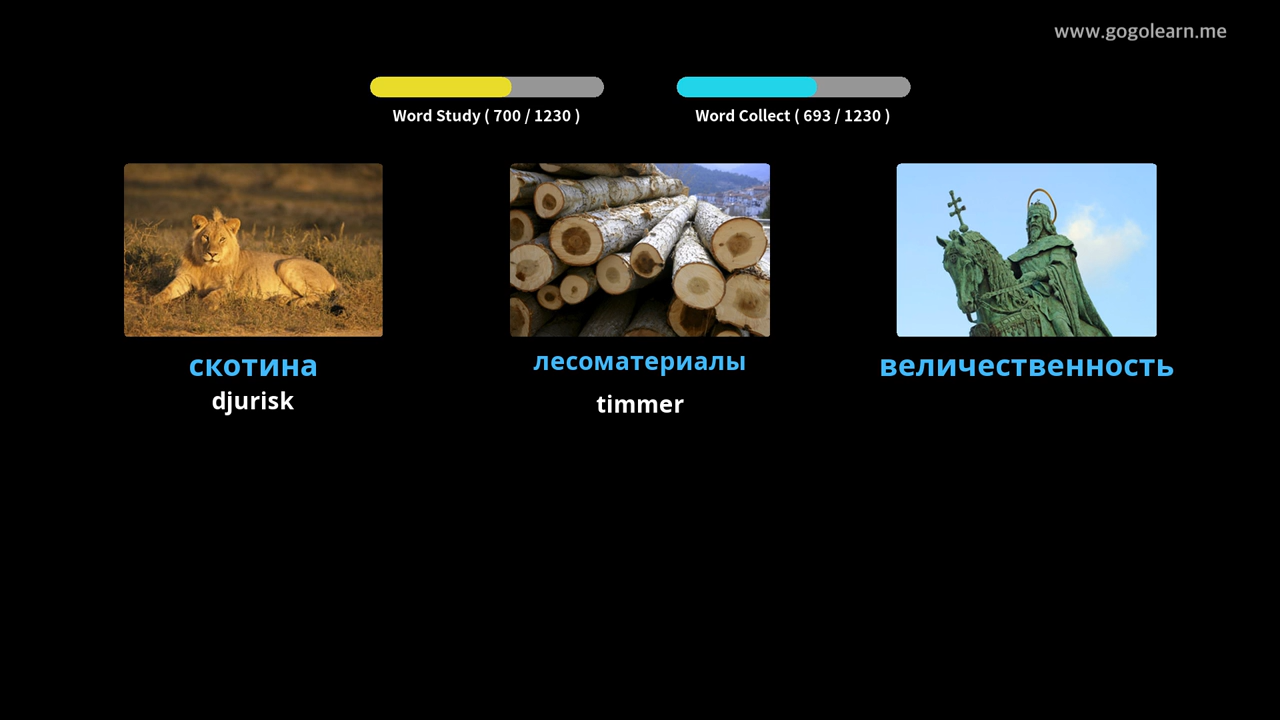 www.gogolearn.me
Word Study ( 700 / 1230 )
Word Collect ( 693 / 1230 )
скотина
djurisk
лесоматериалы
timmer
величественность